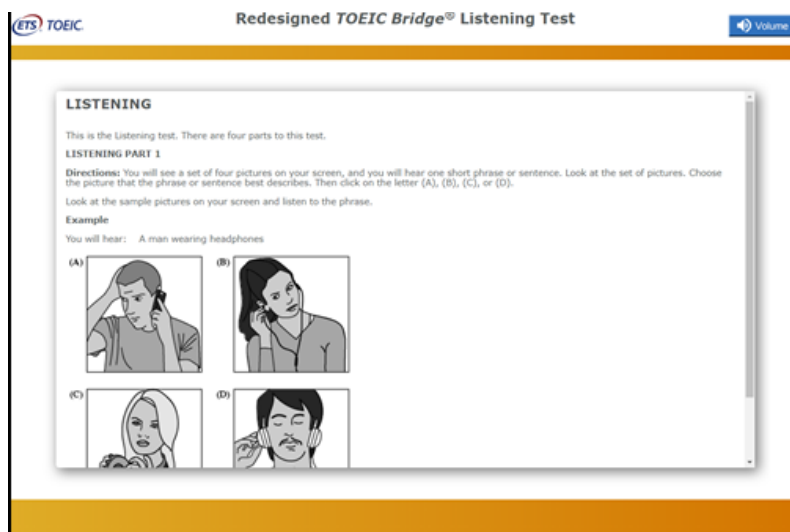 ETS TOEIC.
Redesigned TOEIC Bridge® Listening Test
Volume
LISTENING
This is the Listening test. There are four parts to this test.
LISTENING PART 1
Directions: You will see a set of four pictures on your screen, and you will hear one short phrase or sentence. Look at the set of pictures. Choose
the picture that the phrase or sentence best describes. Then click on the letter (A), (B), (C), or (D).
Look at the sample pictures on your screen and listen to the phrase.
Example
You will hear: A man wearing headphones
(A) (B)
(C) (D)